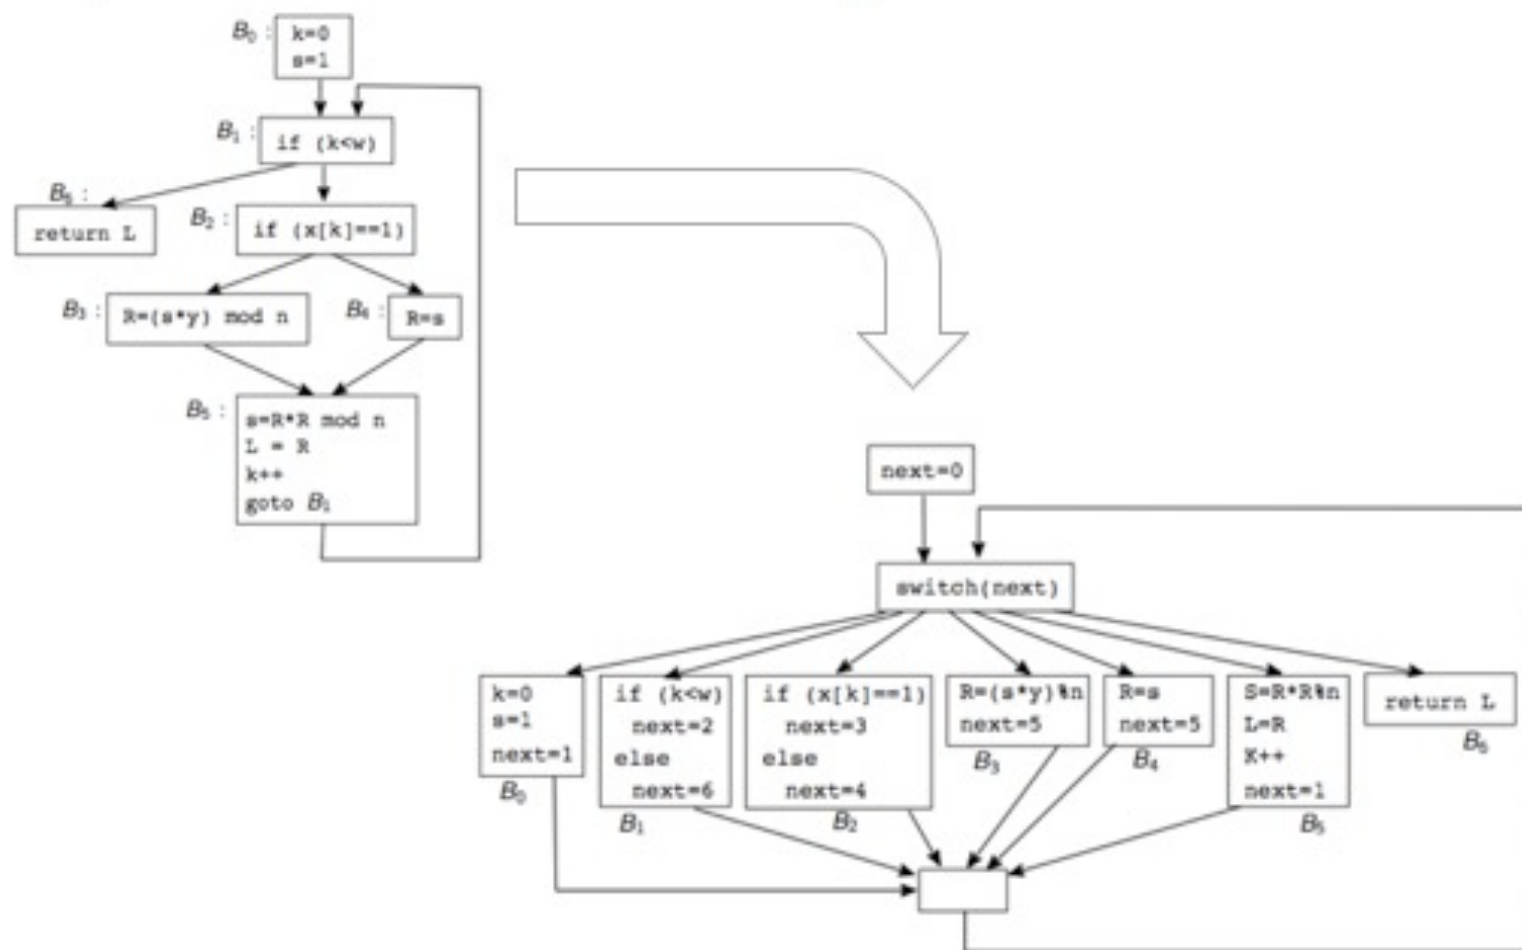 B0 :
k=0
s=1
B1 :
if (k<w)
B6 :
return L
B2 :
if (x[k]==1)
B3 :
R=(s*y) mod n
B4 :
R=s
B5 :
s=R*R mod n
L = R
k++
goto B1
next=0
switch(next)
k=0
s=1
next=1
B0
if (k<w)
next=2
else
next=6
B1
if (x[k]==1)
next=3
else
next=4
B2
R=(s*y)%n
next=5
B3
R=s
next=5
B4
S=R*R%n
L=R
K++
next=1
B5
return L
B6